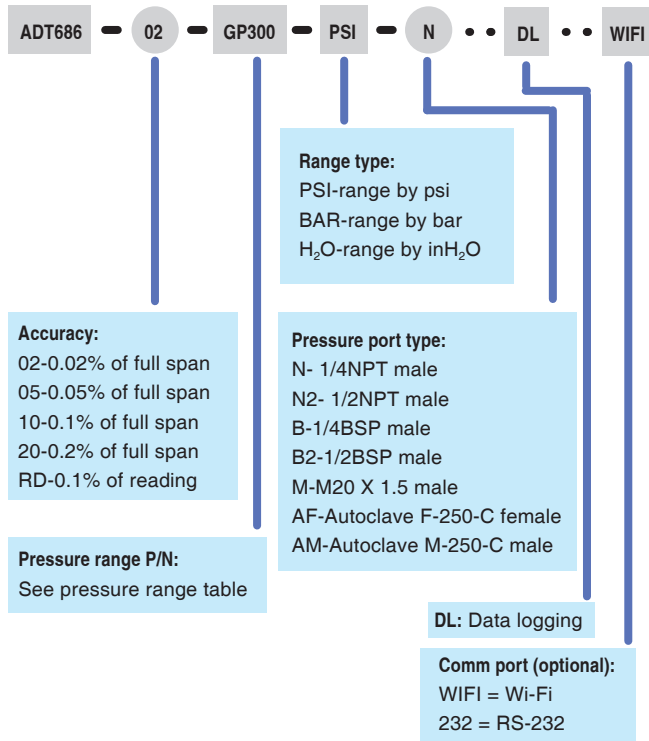 ADT686 – 02 – GP300 – PSI – N · · DL · · WIFI
Range type:
PSI-range by psi
BAR-range by bar
H₂O-range by inH₂O
Accuracy:
02-0.02% of full span
05-0.05% of full span
10-0.1% of full span
20-0.2% of full span
RD-0.1% of reading
Pressure port type:
N- 1/4NPT male
N2- 1/2NPT male
B-1/4BSP male
B2-1/2BSP male
M-M20 X 1.5 male
AF-Autoclave F-250-C female
AM-Autoclave M-250-C male
Pressure range P/N:
See pressure range table
DL: Data logging
Comm port (optional):
WIFI = Wi-Fi
232 = RS-232